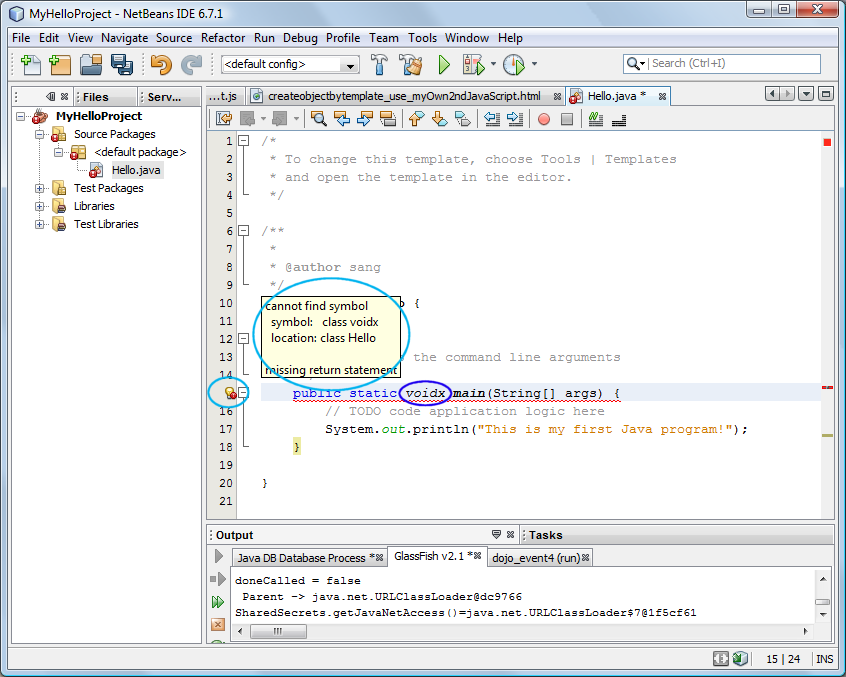 MyHelloProject - NetBeans IDE 6.7.1
File Edit View Navigate Source Refactor Run Debug Profile Team Tools Window Help
<default config>
Search (Ctrl+I)
Files
Serv...
...t.js
createobjectbytemplate_use_myOwn2ndJavaScript.html
Hello.java *
MyHelloProject
Source Packages
<default package>
Hello.java
Test Packages
Libraries
Test Libraries
1 /*
2 * To change this template, choose Tools | Templates
3 * and open the template in the editor.
4 */
5
6 /**
7 *
8 * @author sang
9 */
10 {
11
12
13 the command line arguments
14
cannot find symbol
symbol: class voidx
location: class Hello
missing return statement
public static voidx main(String[] args) {
16 // TODO code application logic here
17 System.out.println("This is my first Java program!");
18 }
19
20 }
21
Output
Tasks
Java DB Database Process *
GlassFish v2.1 *
dojo_event4 (run)
doneCalled = false
Parent -> java.net.URLClassLoader@dc9766
SharedSecrets.getJavaNetAccess()=java.net.URLClassLoader$7@1f5cf61
15 | 24 INS